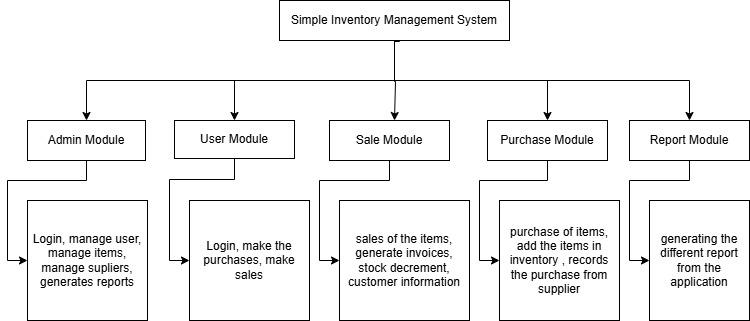 Simple Inventory Management System
Admin Module
User Module
Sale Module
Purchase Module
Report Module
Login, manage user,
manage items,
manage supliers,
generates reports
Login, make the
purchases, make
sales
sales of the items,
generate invoices,
stock decrement,
customer information
purchase of items,
add the items in
inventory , records
the purchase from
supplier
generating the
different report
from the
application